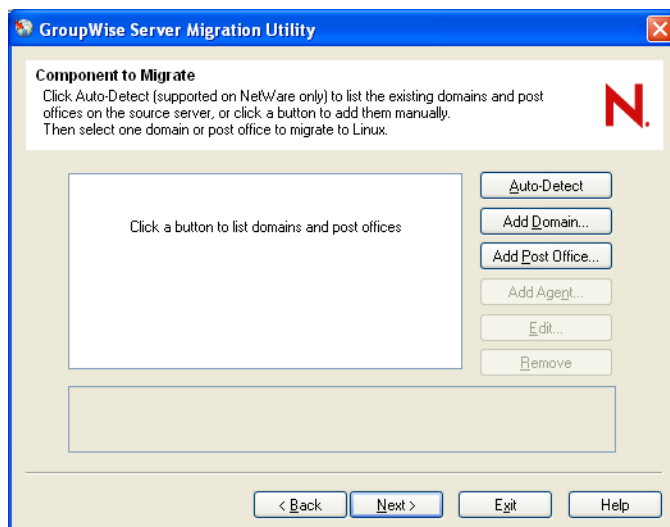 GroupWise Server Migration Utility
Component to Migrate
Click Auto-Detect (supported on NetWare only) to list the existing domains and post
offices on the source server, or click a button to add them manually.
Then select one domain or post office to migrate to Linux.
N.
Click a button to list domains and post offices
Auto-Detect
Add Domain...
Add Post Office...
Add Agent...
Edit...
Remove
< Back
Next >
Exit
Help